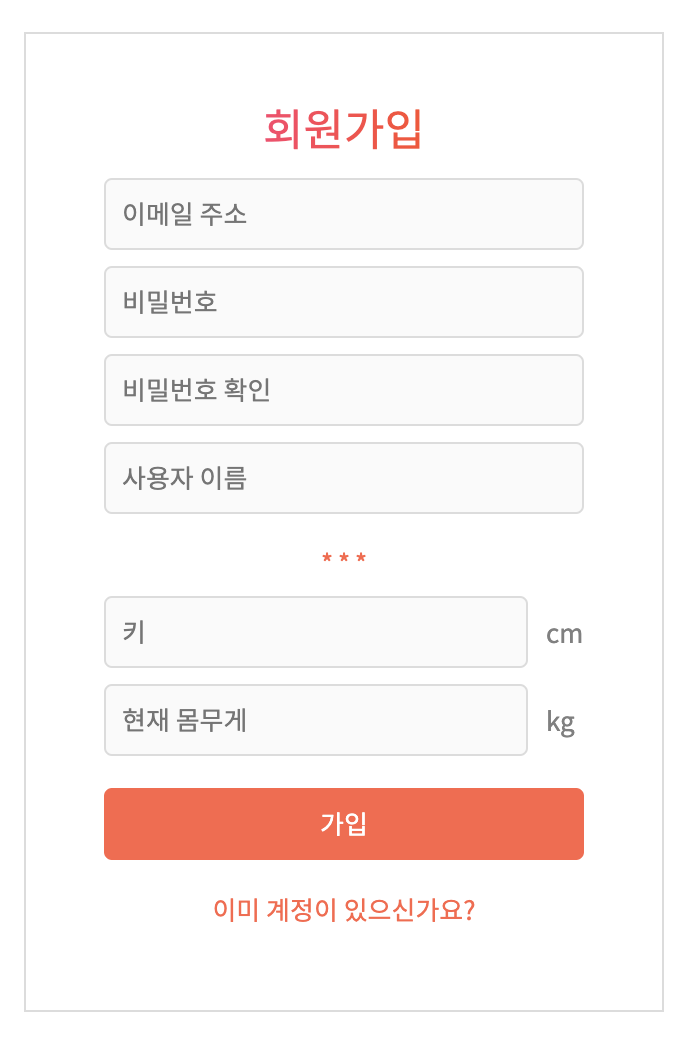 회원가입
이메일 주소
비밀번호
비밀번호 확인
사용자 이름
* * *
키 cm
현재 몸무게 kg
가입
이미 계정이 있으신가요?